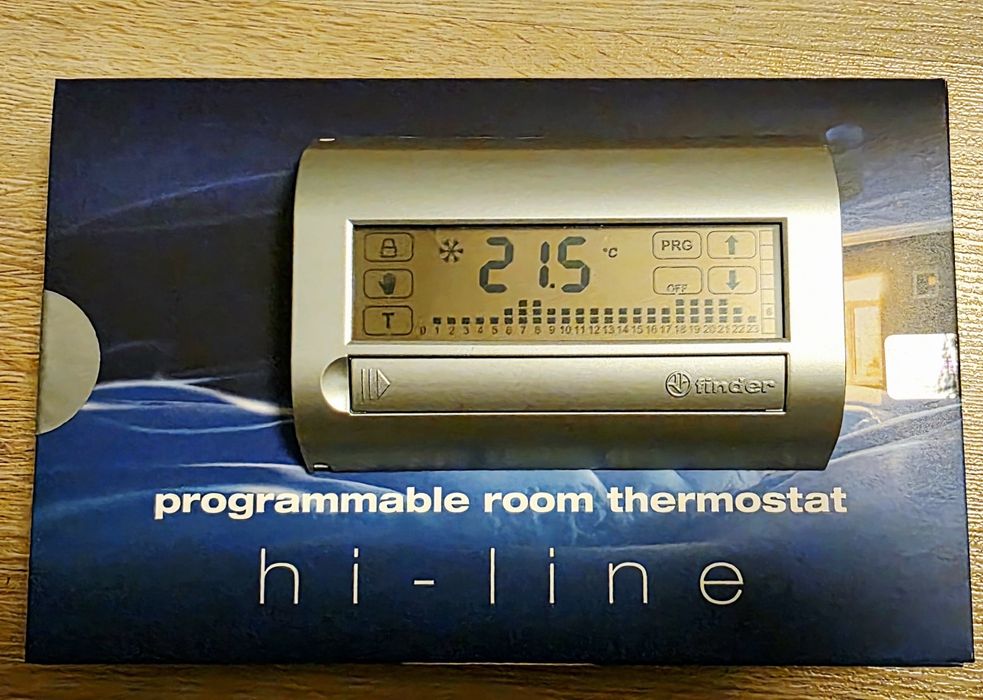 21.5 °C
PRG
OFF
T
0 1 2 3 4 5 6 7 8 9 10 11 12 13 14 15 16 17 18 19 20 21 22 23
6
finder
programmable room thermostat
hi-line